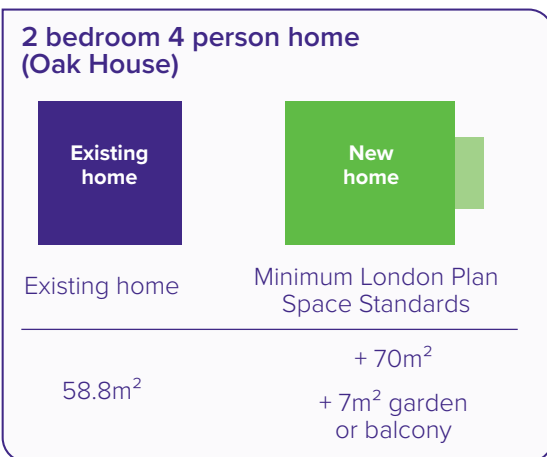 2 bedroom 4 person home
(Oak House)
Existing
home
New
home
Existing home
Minimum London Plan
Space Standards
58.8m²
+ 70m²
+ 7m² garden
or balcony